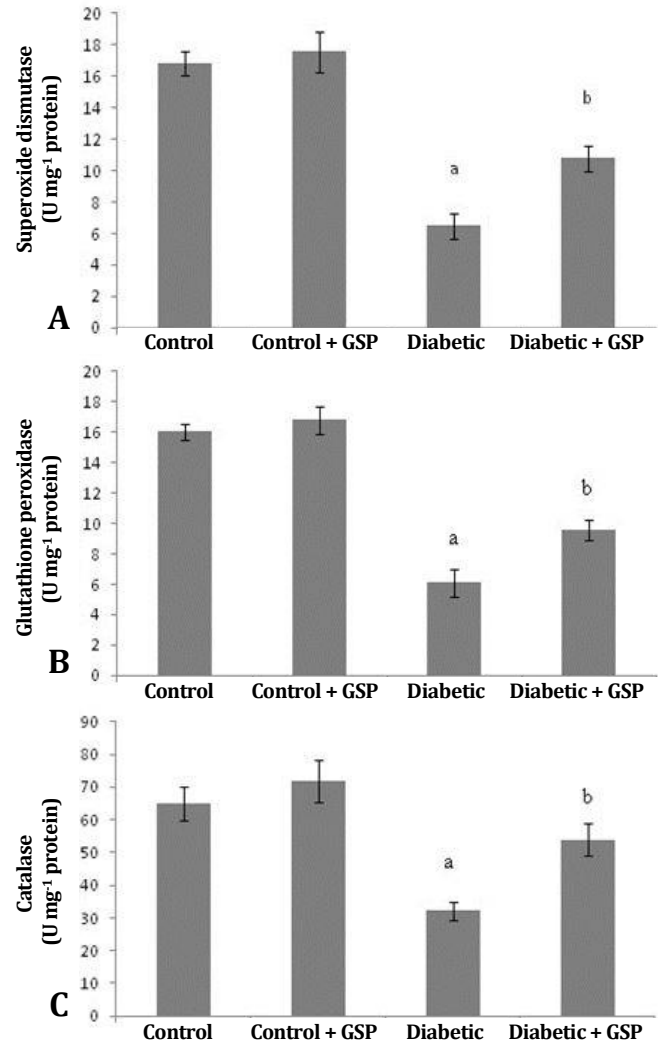 20
18
16
14
12
10
8
6
4
2
0
Superoxide dismutase
(U mg⁻¹ protein)
a
b
A
Control Control + GSP Diabetic Diabetic + GSP
20
18
16
14
12
10
8
6
4
2
0
Glutathione peroxidase
(U mg⁻¹ protein)
a
b
B
Control Control + GSP Diabetic Diabetic + GSP
90
80
70
60
50
40
30
20
10
0
Catalase
(U mg⁻¹ protein)
a
b
C
Control Control + GSP Diabetic Diabetic + GSP